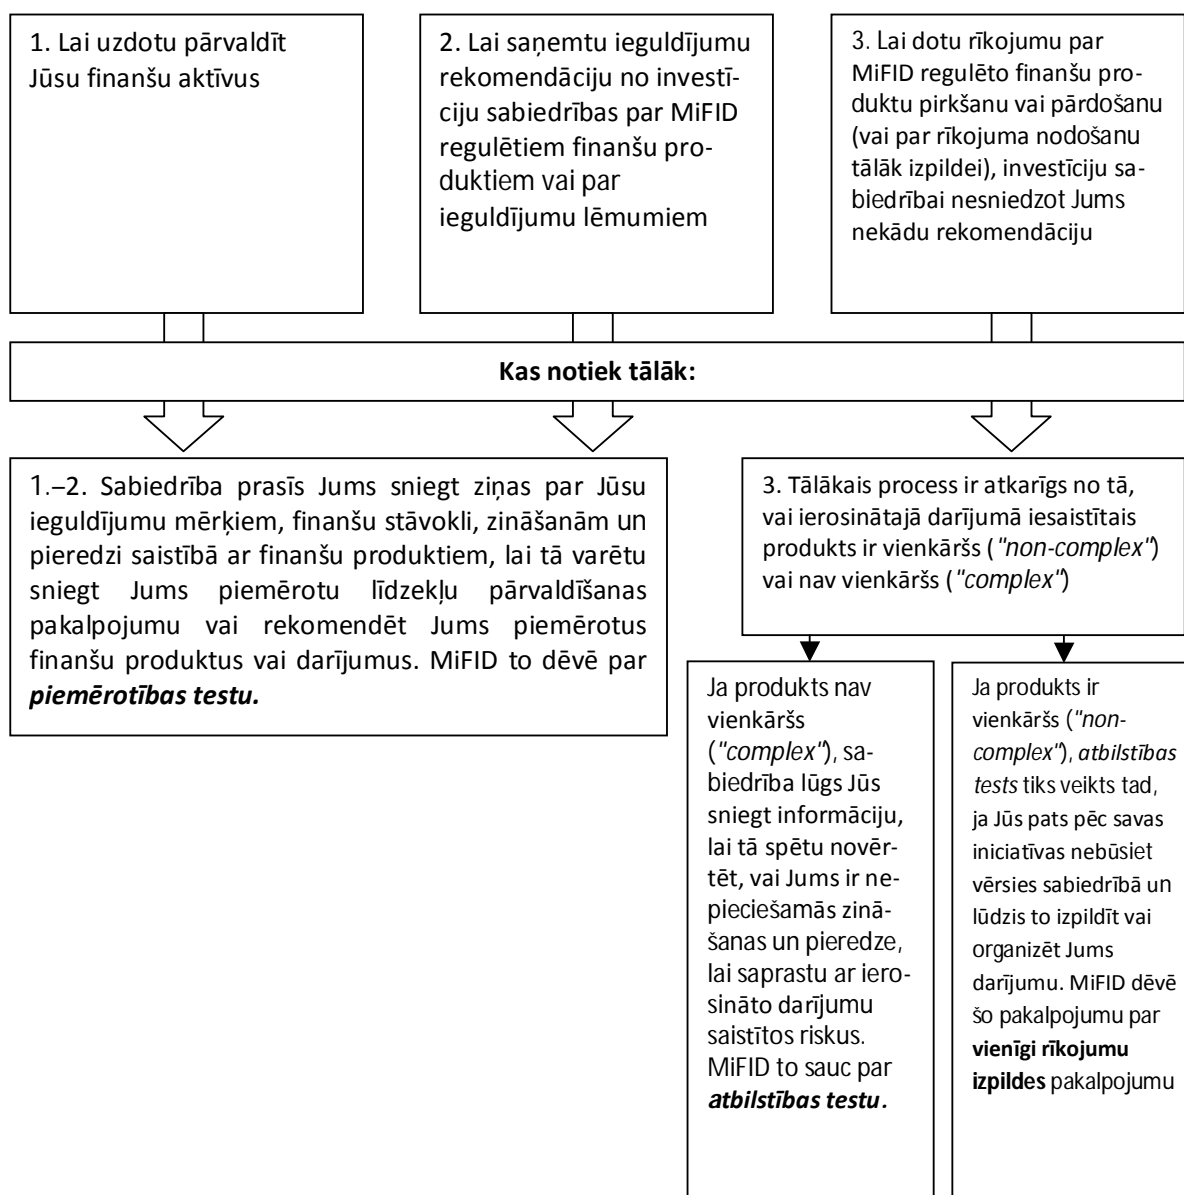 1. Lai uzdotu pārvaldīt
Jūsu finanšu aktīvus
2. Lai saņemtu ieguldījumu
rekomendāciju no investī-
ciju sabiedrības par MiFID
regulētiem finanšu pro-
duktiem vai par
ieguldījumu lēmumiem
3. Lai dotu rīkojumu par
MiFID regulēto finanšu pro-
duktu pirkšanu vai pārdošanu
(vai par rīkojuma nodošanu
tālāk izpildei), investīciju sa-
biedrībai nesniedzot Jums
nekādu rekomendāciju
Kas notiek tālāk:
1.–2. Sabiedrība prasīs Jums sniegt ziņas par Jūsu
ieguldījumu mērķiem, finanšu stāvokli, zināšanām un
pieredzi saistībā ar finanšu produktiem, lai tā varētu
sniegt Jums piemērotu līdzekļu pārvaldīšanas
pakalpojumu vai rekomendēt Jums piemērotus
finanšu produktus vai darījumus. MiFID to dēvē par
piemērotības testu.
3. Tālākais process ir atkarīgs no tā,
vai ierosinātajā darījumā iesaistītais
produkts ir vienkāršs ("non-complex")
vai nav vienkāršs ("complex")
Ja produkts nav
vienkāršs
("complex"), sa-
biedrība lūgs Jūs
sniegt informāciju,
lai tā spētu novēr-
tēt, vai Jums ir ne-
pieciešamās zinā-
šanas un pieredze,
lai saprastu ar iero-
sināto darījumu
saistītos riskus.
MiFID to sauc par
atbilstības testu.
Ja produkts ir
vienkāršs ("non-
complex"), atbilstības
tests tiks veikts tad,
ja Jūs pats pēc savas
iniciatīvas nebūsiet
vērsies sabiedrībā un
lūdzis to izpildīt vai
organizēt Jums
darījumu. MiFID dēvē
šo pakalpojumu par
vienīgi rīkojumu
izpildes pakalpojumu